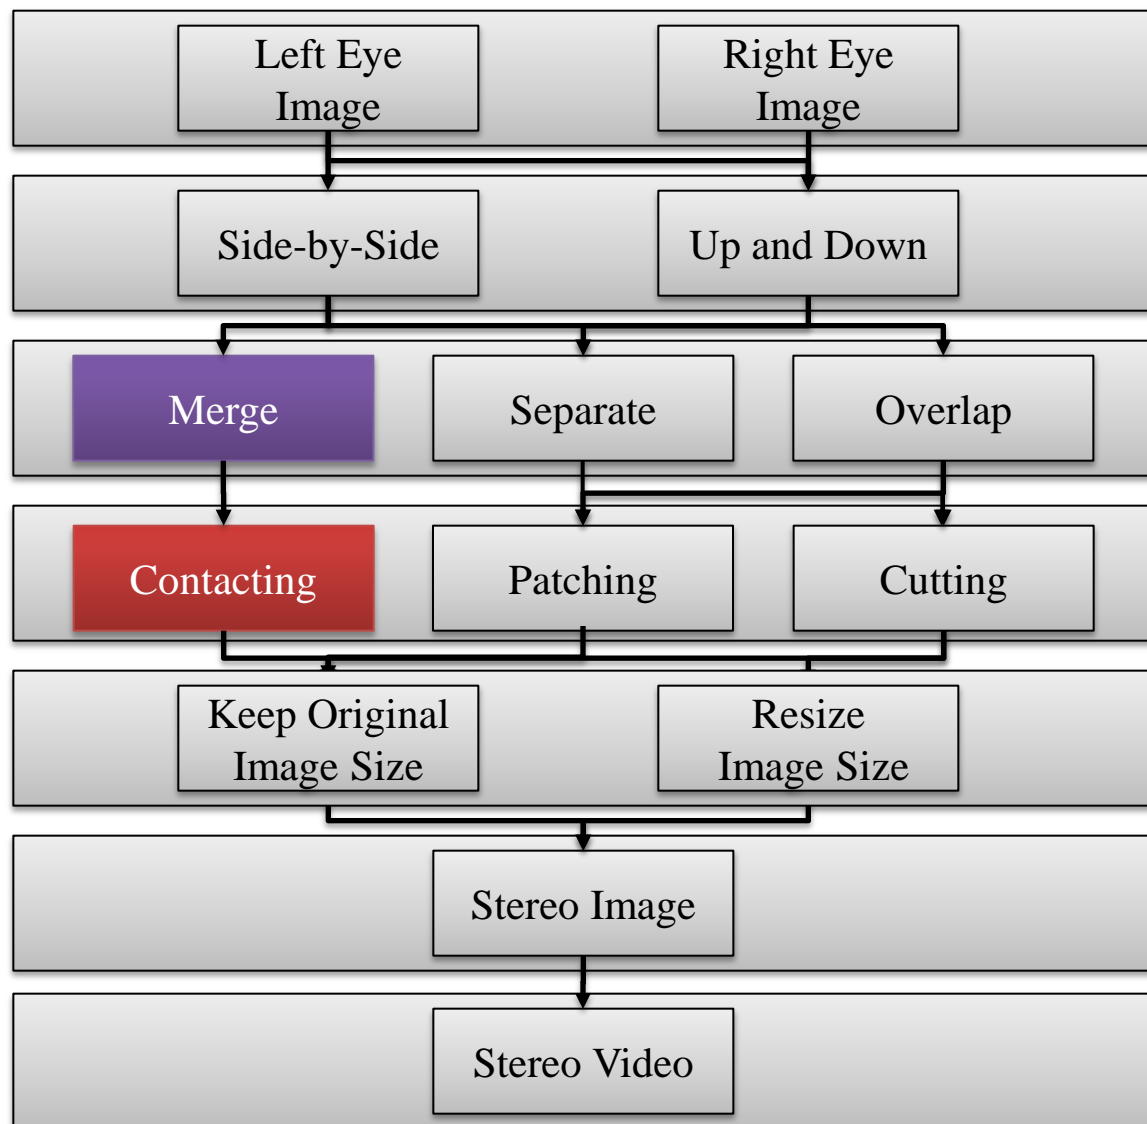 Left Eye
Image
Right Eye
Image
Side-by-Side
Up and Down
Merge
Separate
Overlap
Contacting
Patching
Cutting
Keep Original
Image Size
Resize
Image Size
Stereo Image
Stereo Video